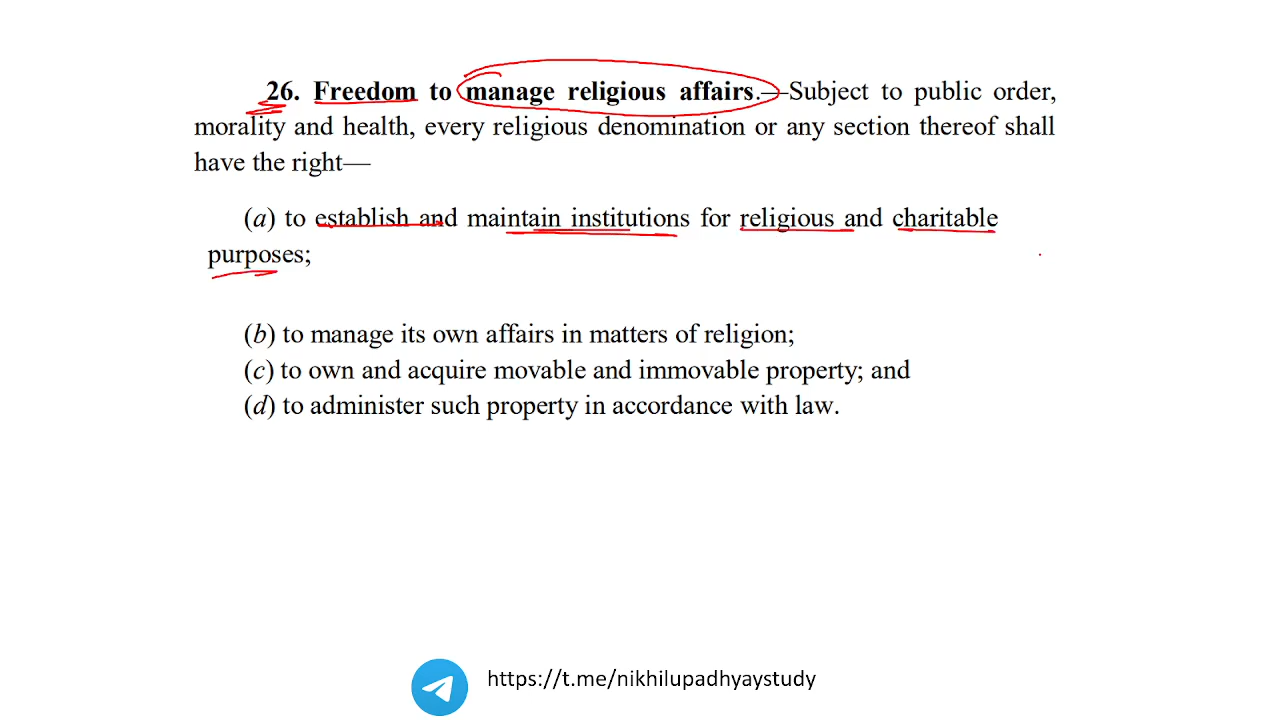 26. Freedom to manage religious affairs.—Subject to public order,
morality and health, every religious denomination or any section thereof shall
have the right—
(a) to establish and maintain institutions for religious and charitable
purposes;
(b) to manage its own affairs in matters of religion;
(c) to own and acquire movable and immovable property; and
(d) to administer such property in accordance with law.
https://t.me/nikhilupadhyaystudy